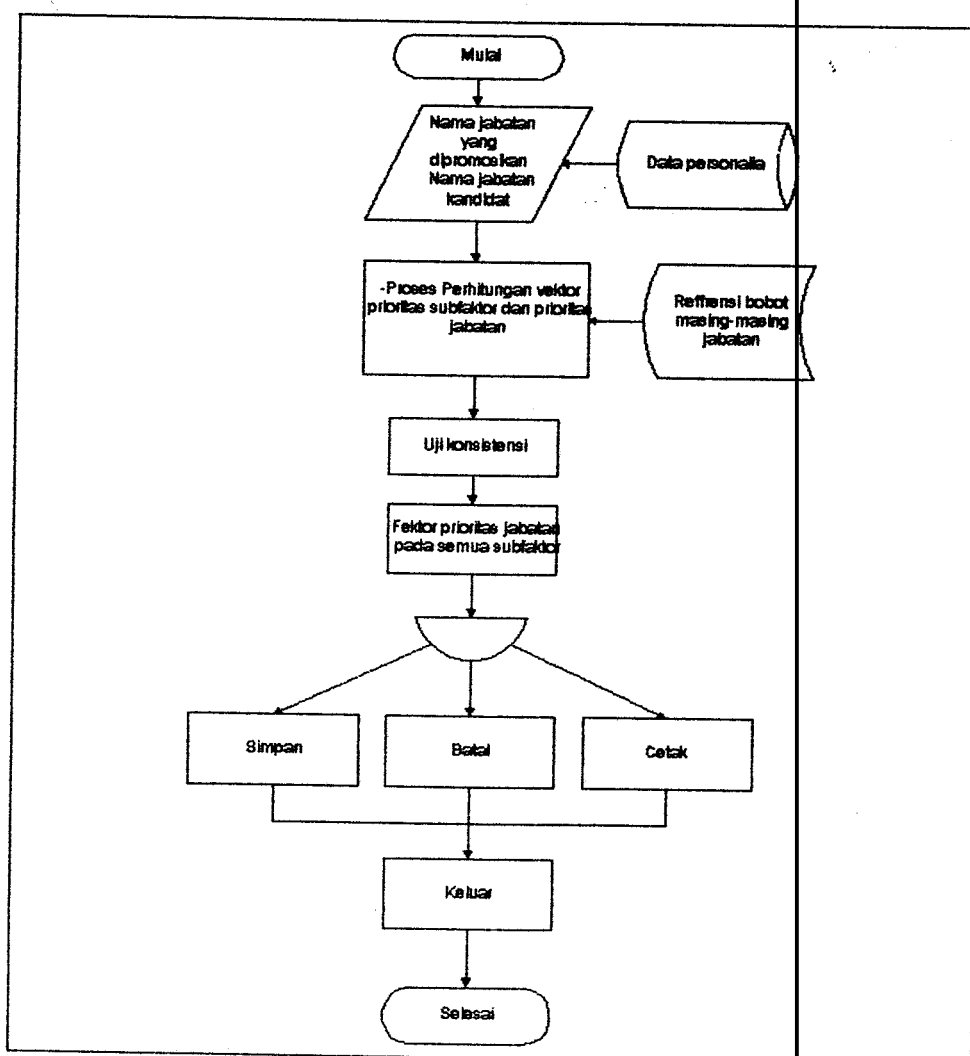 Mulai
Nama jabatan
yang
dipromosikan
Nama jabatan
kandidat
Data personalia
-Proses Perhitungan vektor
prioritas subfaktor dan prioritas
jabatan
Refrensi bobot
masing-masing
jabatan
Uji konsistensi
Fektor prioritas jabatan
pada semua subfaktor
Simpan
Batal
Cetak
Keluar
Selesai